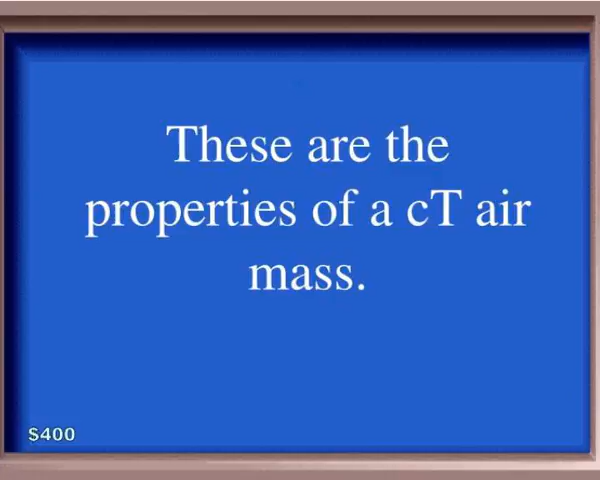 These are the
properties of a cT air
mass.
$400